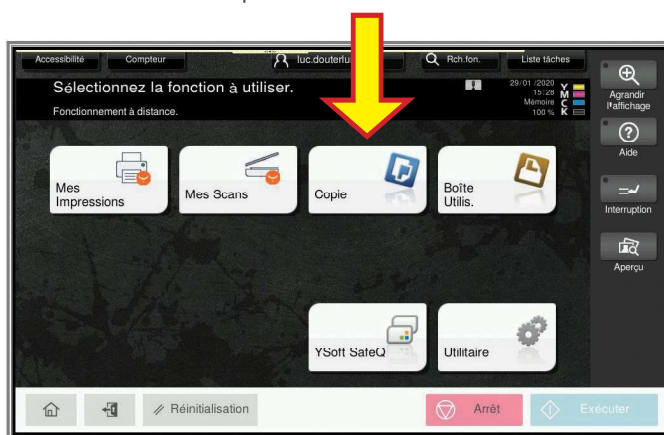 Accessibilité
Compteur
luc.douterlu
Rch.fon.
Liste tâches
Sélectionnez la fonction à utiliser.
Fonctionnement à distance.
29/01 /2020
15:28
Mémoire
100 %
Y
M
C
K
Agrandir
l'affichage
Aide
Interruption
Aperçu
Mes
Impressions
Mes Scans
Copie
Boîte
Utilis.
YSoft SafeQ
Utilitaire
Réinitialisation
Arrêt
Exécuter